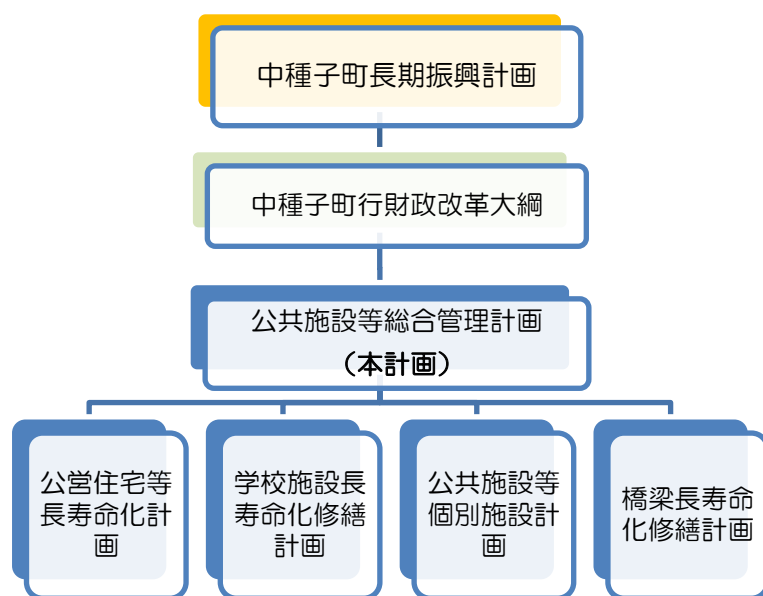 中種子町長期振興計画
中種子町行財政改革大綱
公共施設等総合管理計画
（本計画）
公営住宅等
長寿命化計
画
学校施設長
寿命化修繕
計画
公共施設等
個別施設計
画
橋梁長寿命
化修繕計画